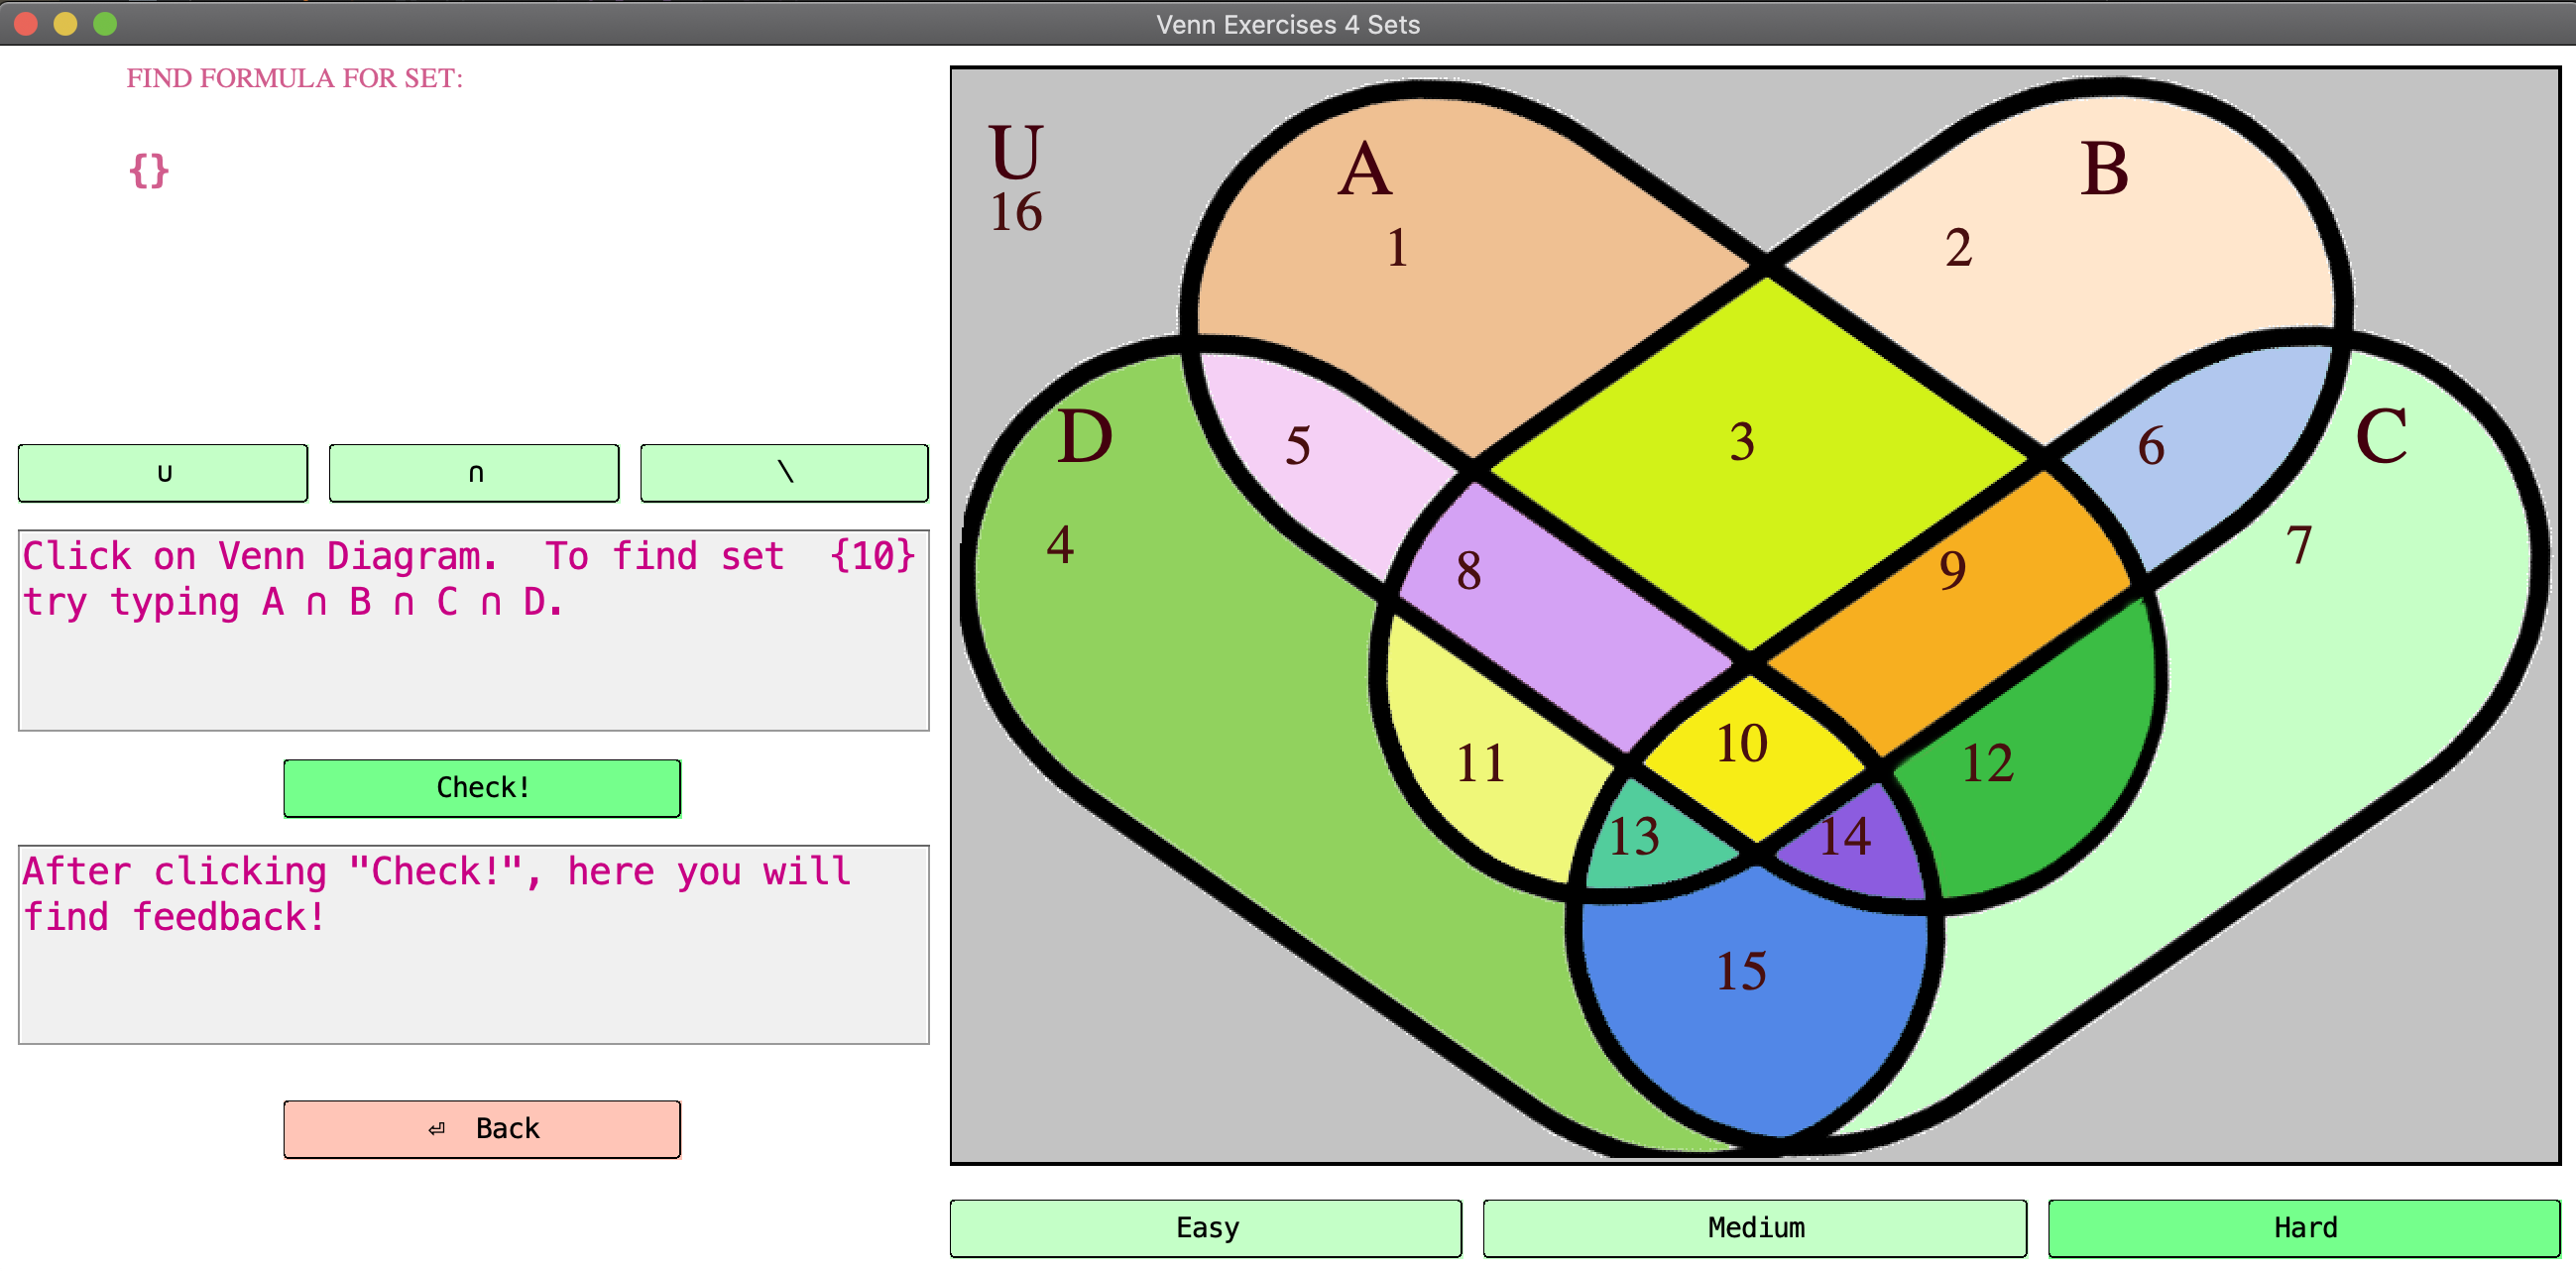 Venn Exercises 4 Sets
FIND FORMULA FOR SET:
{}
∪
∩
\
Click on Venn Diagram.  To find set  {10}
try typing A ∩ B ∩ C ∩ D.
Check!
After clicking "Check!", here you will
find feedback!
⏎ Back
U
16
A
1
B
2
D
4
5
3
6
C
7
8
9
10
11
12
13
14
15
Easy
Medium
Hard